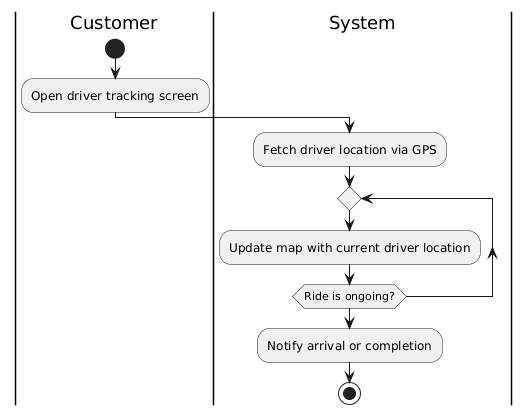 Customer
System
Open driver tracking screen
Fetch driver location via GPS
Update map with current driver location
Ride is ongoing?
Notify arrival or completion